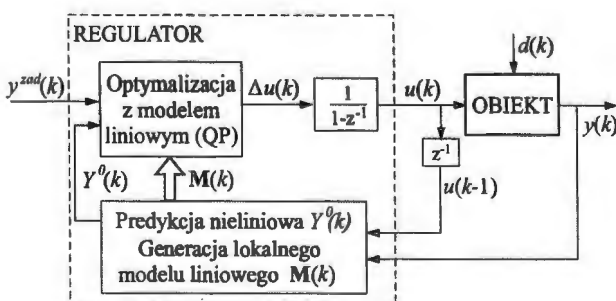 REGULATOR
d(k)
y^{zad}(k)
Optymalizacja
z modelem
liniowym (QP)
Δu(k)
1
1-z^{-1}
u(k)
OBIEKT
y(k)
z^{-1}
Y^0(k)
M(k)
u(k-1)
Predykcja nieliniowa Y^0(k)
Generacja lokalnego
modelu liniowego M(k)